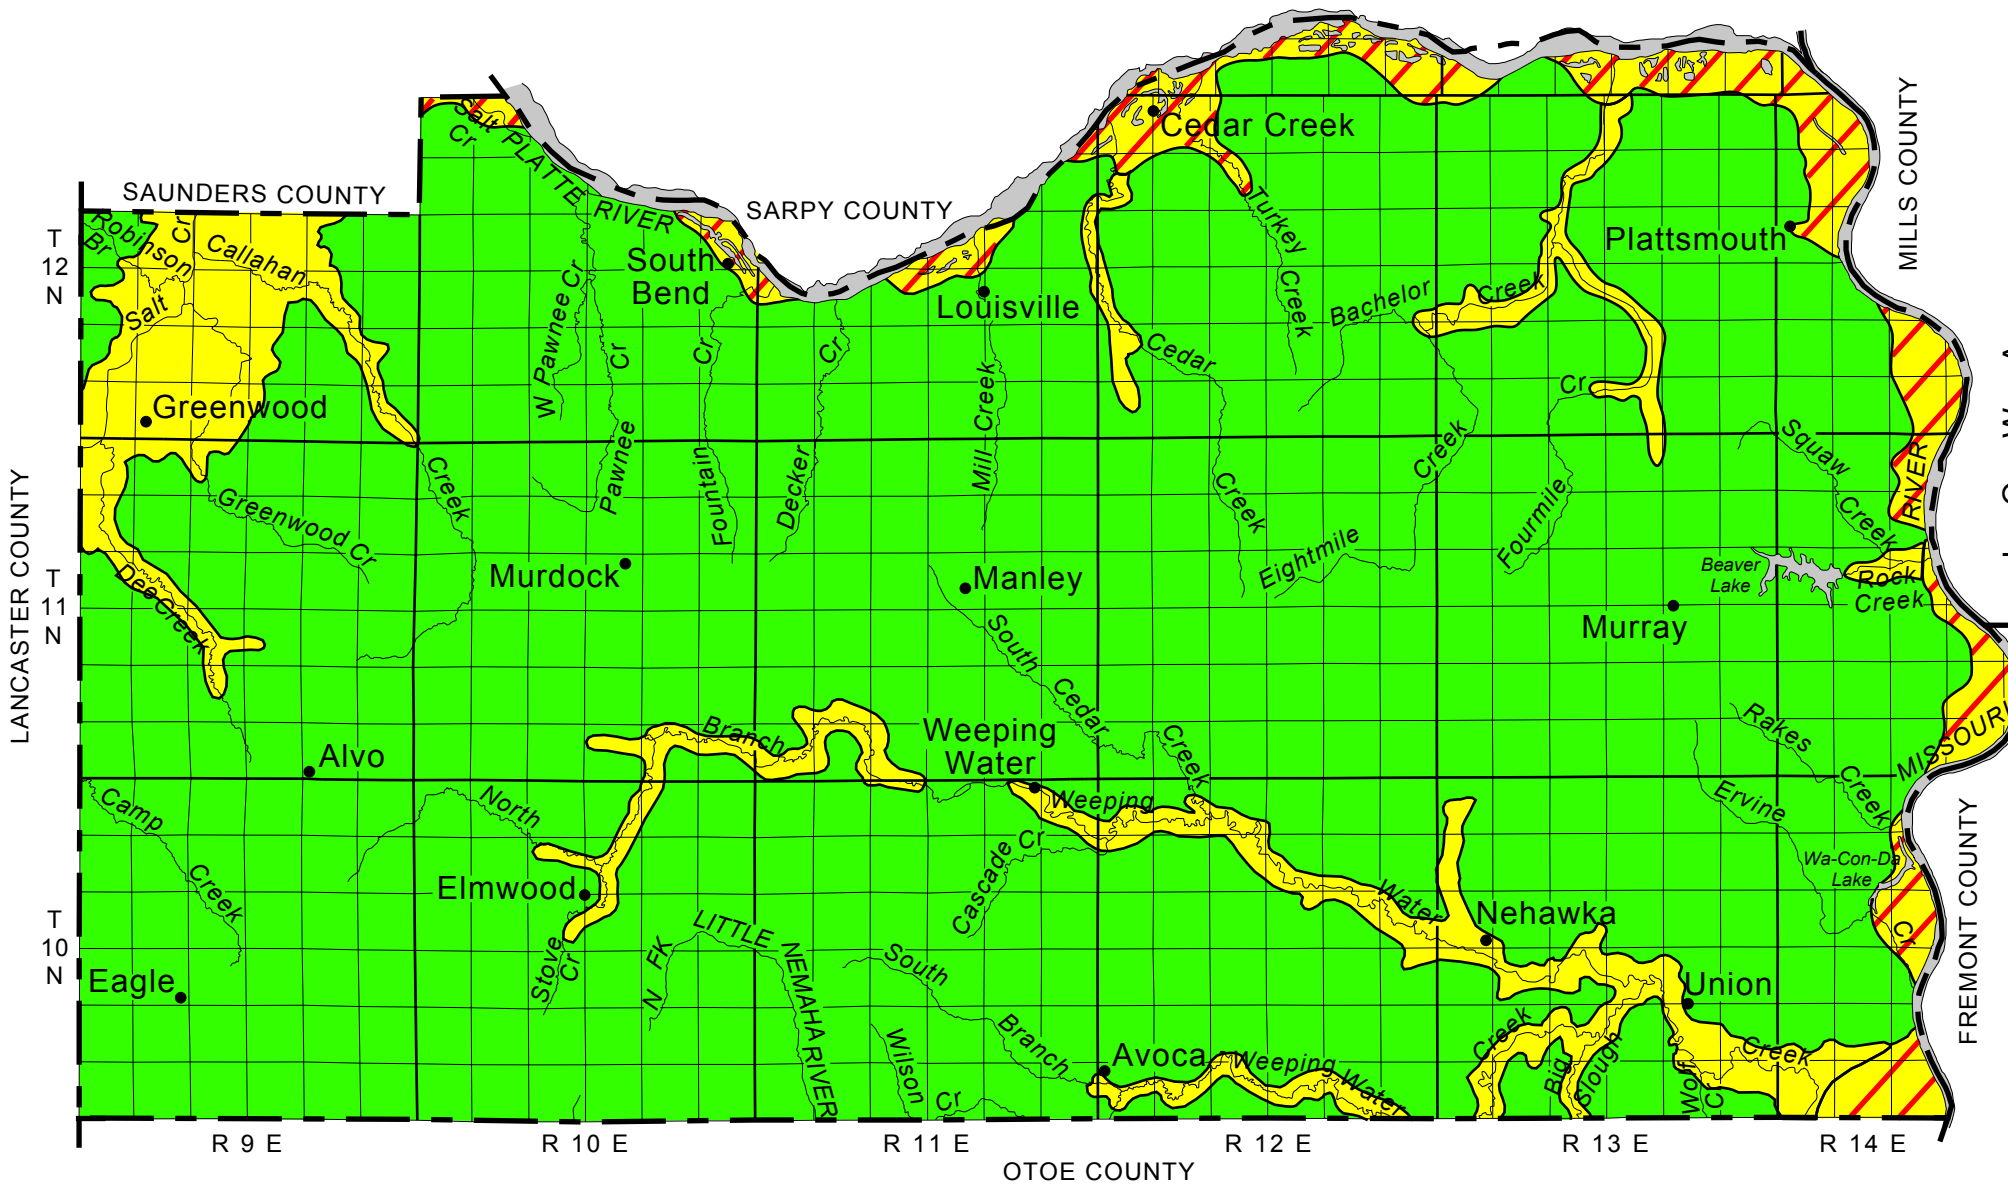 SAUNDERS COUNTY
SARPY COUNTY
MILLS COUNTY
LANCASTER COUNTY
FREMONT COUNTY
OTOE COUNTY
T
12
N
T
11
N
T
10
N
R 9 E
R 10 E
R 11 E
R 12 E
R 13 E
R 14 E
Salt
Cr
PLATTE
RIVER
Robinson
Br
Cr
Callahan
Salt
Greenwood
Greenwood Cr
Creek
Dee Creek
W Pawnee Cr
Pawnee
Cr
South
Bend
Fountain
Cr
Decker
Cr
Louisville
Mill Creek
Cedar Creek
Turkey
Creek
Cedar
Creek
Bachelor
Creek
Eightmile
Creek
Fourmile
Cr
Plattsmouth
Squaw
Creek
RIVER
Beaver
Lake
Rock
Creek
Murdock
Manley
Murray
South
Cedar
Creek
Alvo
Branch
Weeping
Water
Rakes
Creek
MISSOURI
Ervine
Cr
Wa-Con-Da
Lake
Camp
Creek
North
Elmwood
Stove
Cr
N FK
LITTLE
NEMAHA
RIVER
Cascade Cr
Weeping
Water
Nehawka
Union
Creek
Eagle
South
Branch
Wilson
Cr
Avoca
Weeping Water
Creek
Big
Slough
Wolf
Cr